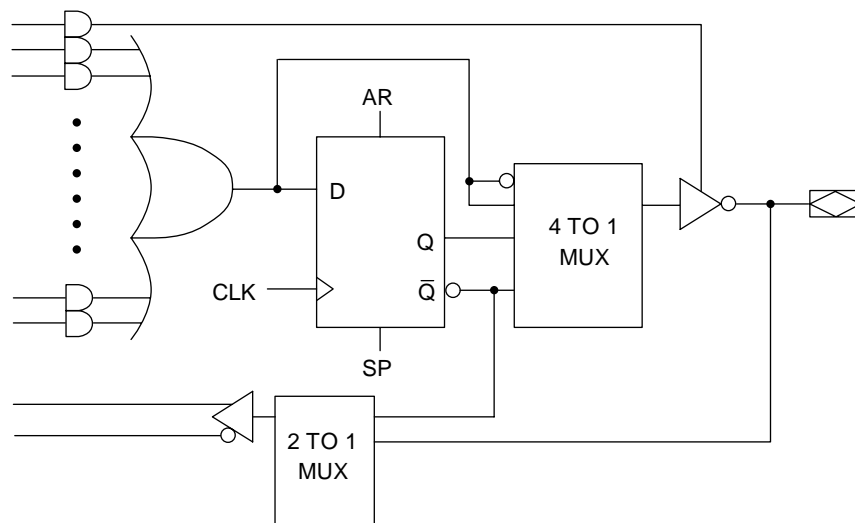 AR
D
4 TO 1
MUX
Q
CLK
Q̅
SP
2 TO 1
MUX